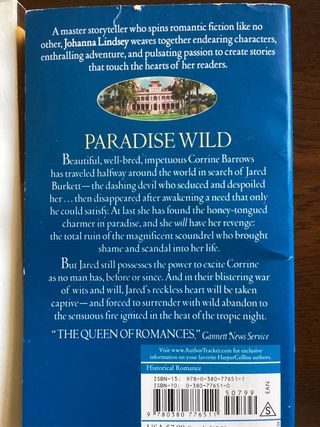 A master storyteller who spins romantic fiction like no
other, Johanna Lindsey weaves together endearing characters,
enthralling adventure, and pulsating passion to create stories
that touch the hearts of her readers.
PARADISE WILD
Beautiful, well-bred, impetuous Corrine Barrows
has traveled halfway around the world in search of Jared
Burkett—the dashing devil who seduced and despoiled
her . . . then disappeared after awakening a need that only
he could satisfy. At last she has found the honey-tongued
charmer in paradise, and she will have her revenge:
the total ruin of the magnificent scoundrel who brought
shame and scandal into her life.
But Jared still possesses the power to excite Corrine
as no man has, before or since. And in their blistering war
of wits and will, Jared's reckless heart will be taken
captive—and forced to surrender with wild abandon to
the sensuous fire ignited in the heat of the tropic night.
"THE QUEEN OF ROMANCES," Gannett News Service
Visit www.AuthorTracker.com for exclusive
information on your favorite HarperCollins authors.
Historical Romance
ISBN-13: 978-0-380-77651-1
ISBN-10: 0-380-77651-0
50799
EAN
9 780380 776511
S